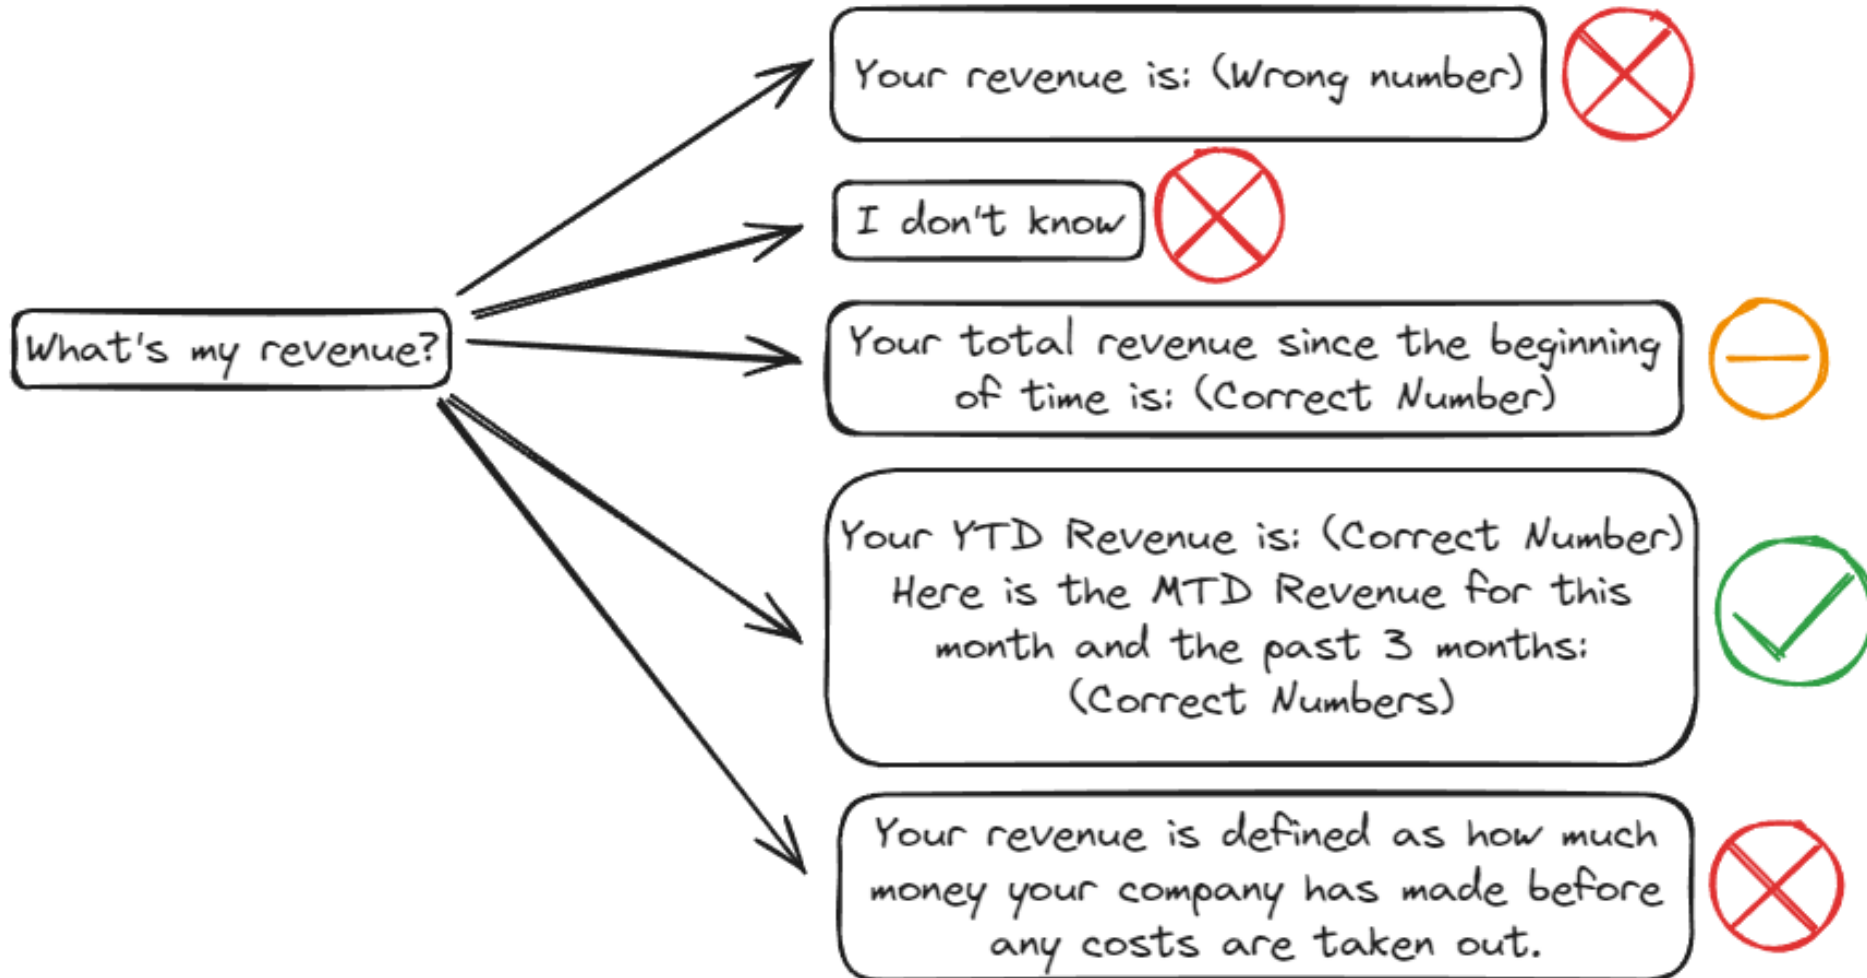 Your revenue is: (Wrong number)
I don't know
What's my revenue?
Your total revenue since the beginning
of time is: (Correct Number)
Your YTD Revenue is: (Correct Number)
Here is the MTD Revenue for this
month and the past 3 months:
(Correct Numbers)
Your revenue is defined as how much
money your company has made before
any costs are taken out.